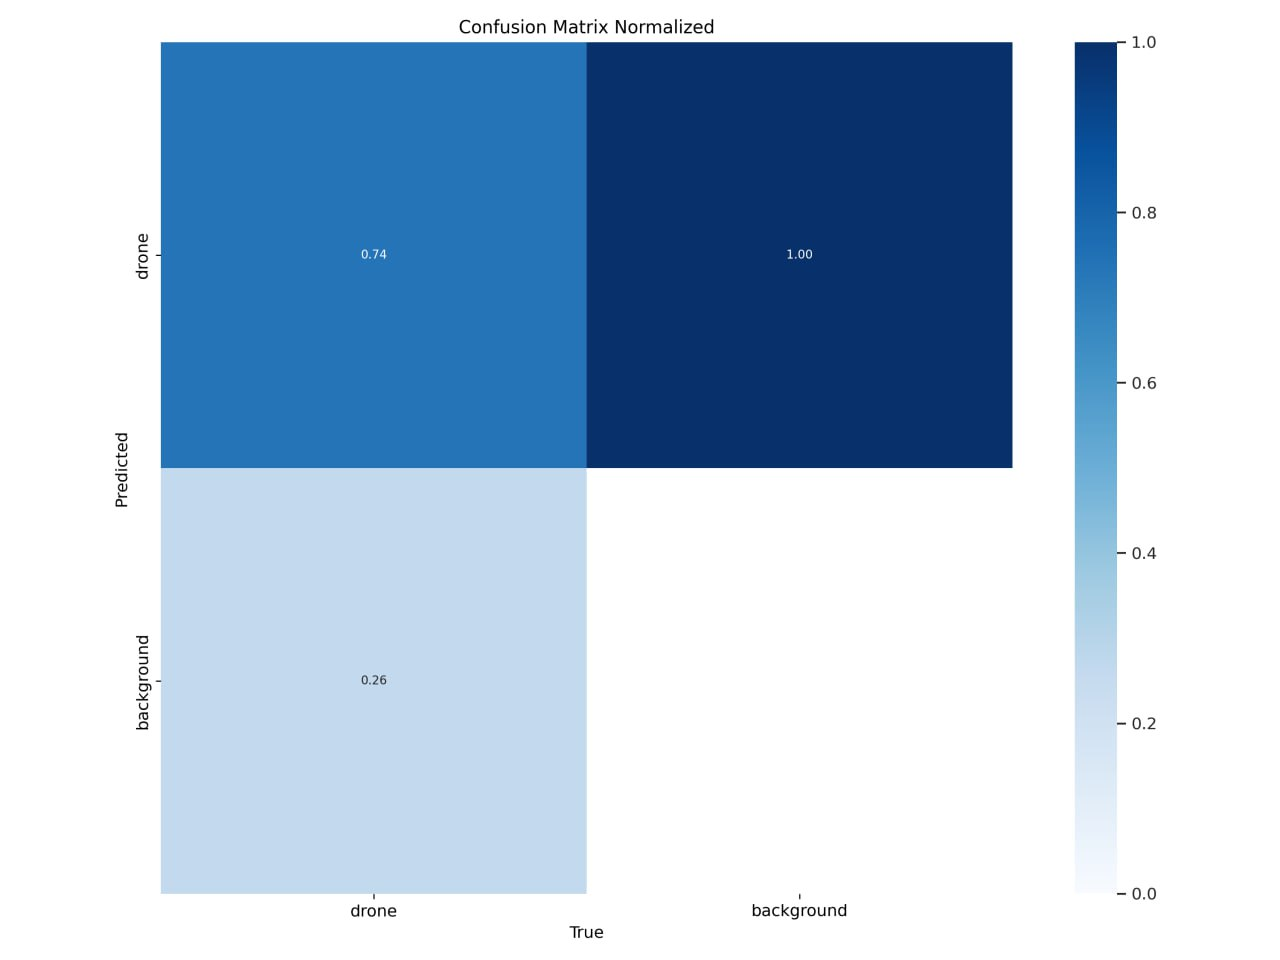 Confusion Matrix Normalized
1.0
drone
0.74
1.00
0.8
0.6
Predicted
0.4
background
0.26
0.2
0.0
drone
background
True